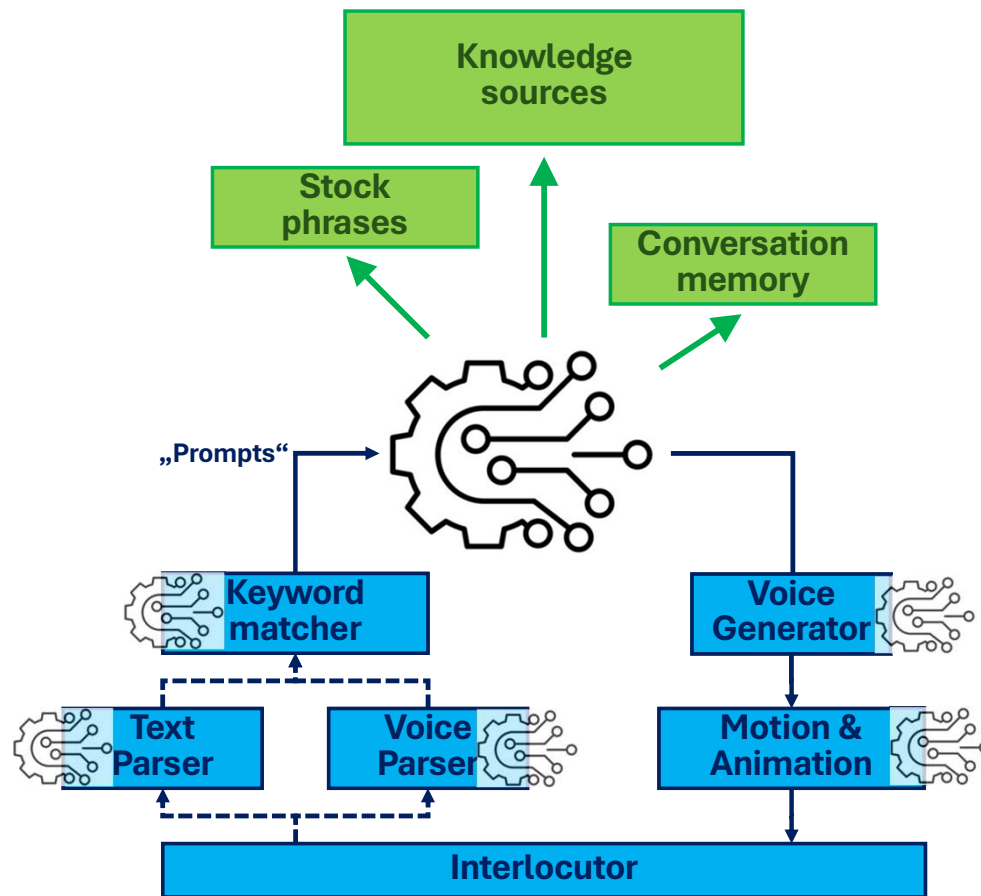 Knowledge
sources
Stock
phrases
Conversation
memory
„Prompts“
Keyword
matcher
Voice
Generator
Text
Parser
Voice
Parser
Motion &
Animation
Interlocutor